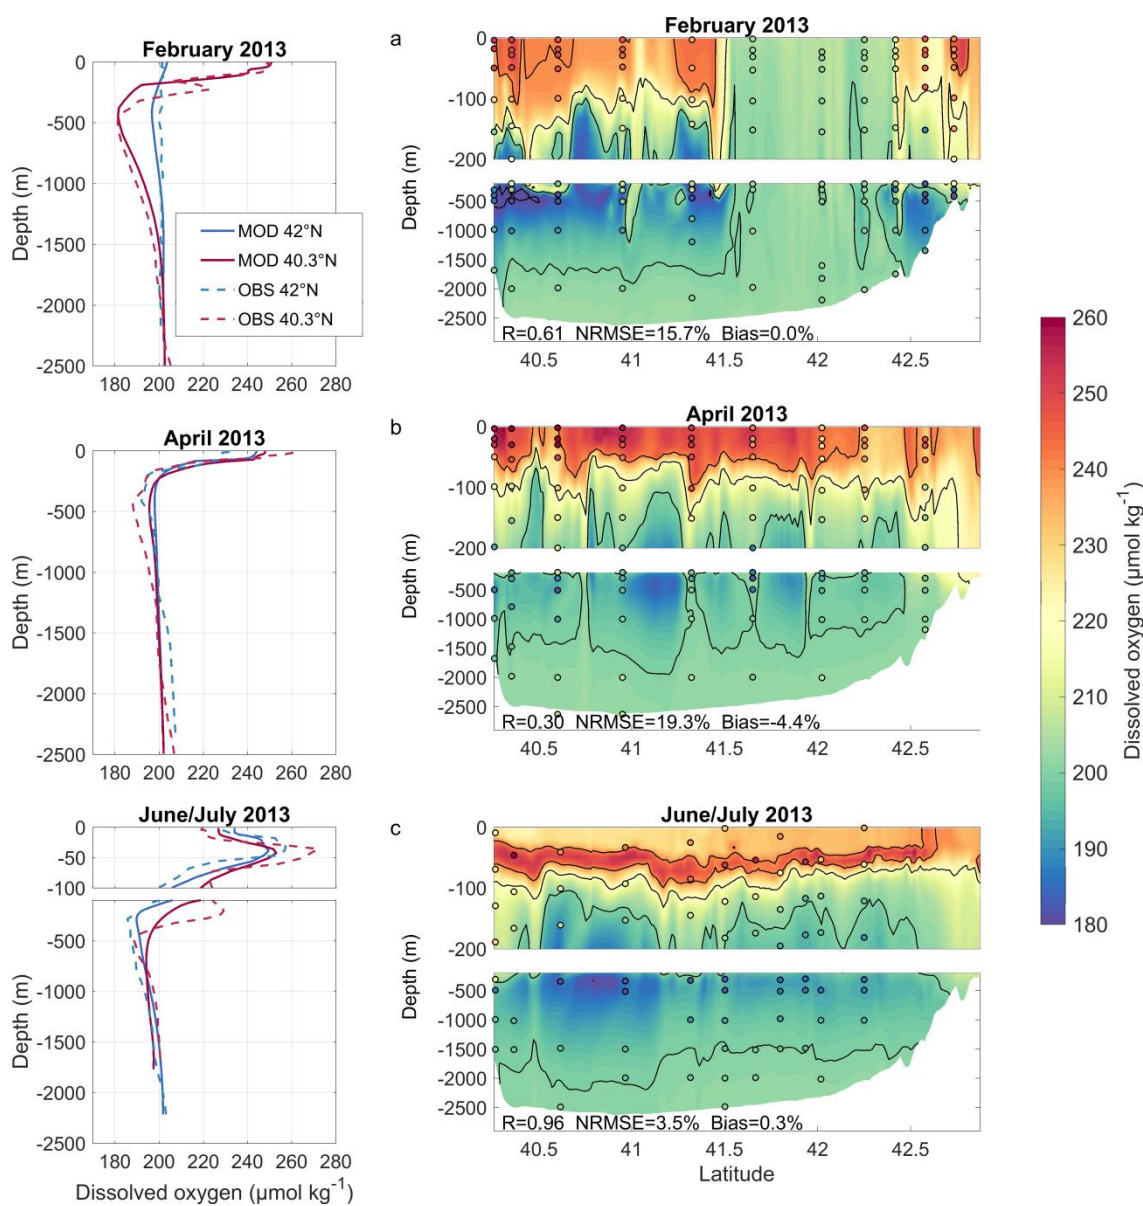 February 2013
Depth (m)
0
-500
-1000
-1500
-2000
-2500
180 200 220 240 260 280
MOD 42°N
MOD 40.3°N
OBS 42°N
OBS 40.3°N
a
February 2013
Depth (m)
0
-100
-200
-500
-1000
-1500
-2000
-2500
R=0.61 NRMSE=15.7% Bias=0.0%
40.5 41 41.5 42 42.5
April 2013
Depth (m)
0
-500
-1000
-1500
-2000
-2500
180 200 220 240 260 280
b
April 2013
Depth (m)
0
-100
-200
Depth (m)
-500
-1000
-1500
-2000
-2500
R=0.30 NRMSE=19.3% Bias=-4.4%
40.5 41 41.5 42 42.5
June/July 2013
0
-50
-100
Depth (m)
0
-500
-1000
-1500
-2000
-2500
180 200 220 240 260 280
Dissolved oxygen (µmol kg⁻¹)
c
June/July 2013
Depth (m)
0
-100
-200
Depth (m)
-500
-1000
-1500
-2000
-2500
R=0.96 NRMSE=3.5% Bias=0.3%
40.5 41 41.5 42 42.5
Latitude
260
250
240
230
220
210
200
190
180
Dissolved oxygen (µmol kg⁻¹)